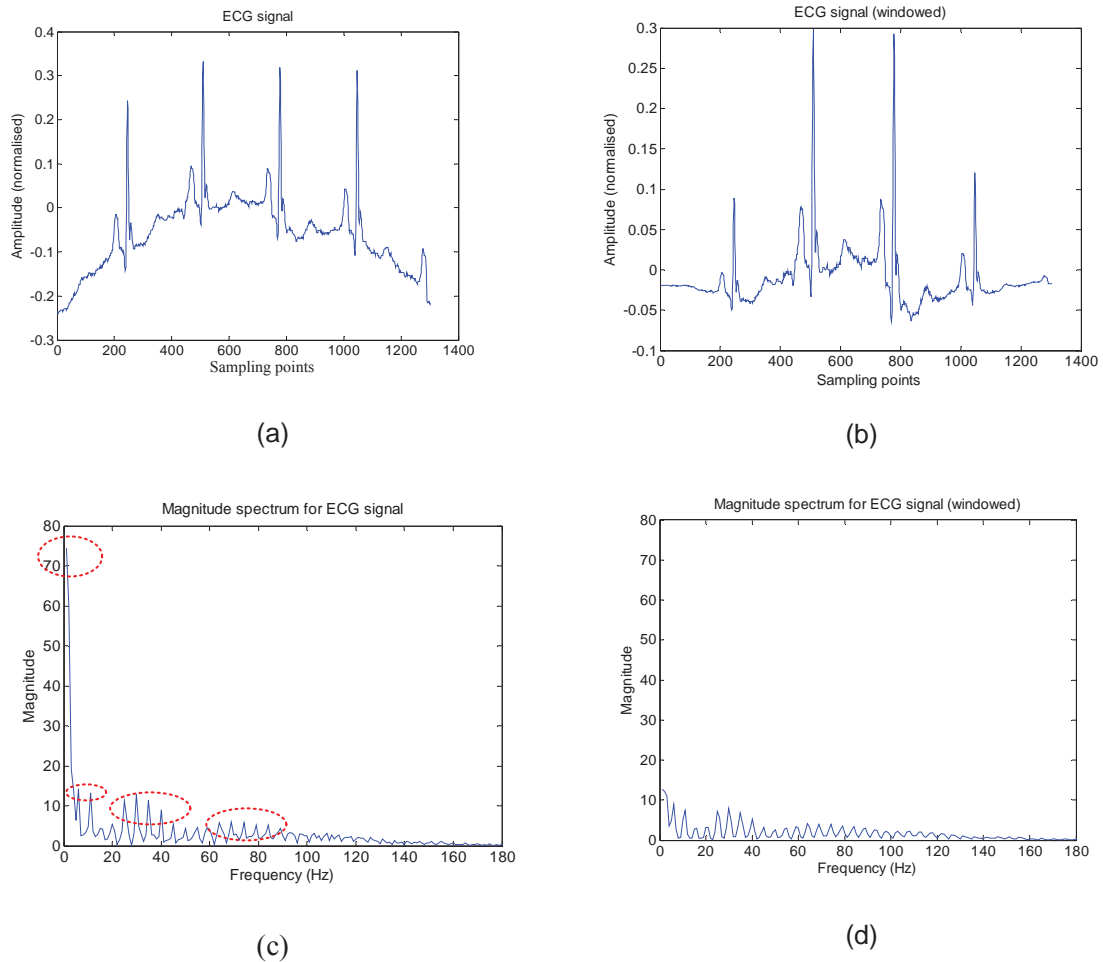 ECG signal
0.4
0.3
0.2
0.1
0
-0.1
-0.2
-0.3
Amplitude (normalised)
0 200 400 600 800 1000 1200 1400
Sampling points
(a)
ECG signal (windowed)
0.3
0.25
0.2
0.15
0.1
0.05
0
-0.05
-0.1
Amplitude (normalised)
0 200 400 600 800 1000 1200 1400
Sampling points
(b)
Magnitude spectrum for ECG signal
80
70
60
50
40
30
20
10
0
Magnitude
0 20 40 60 80 100 120 140 160 180
Frequency (Hz)
(c)
Magnitude spectrum for ECG signal (windowed)
80
70
60
50
40
30
20
10
0
Magnitude
0 20 40 60 80 100 120 140 160 180
Frequency (Hz)
(d)